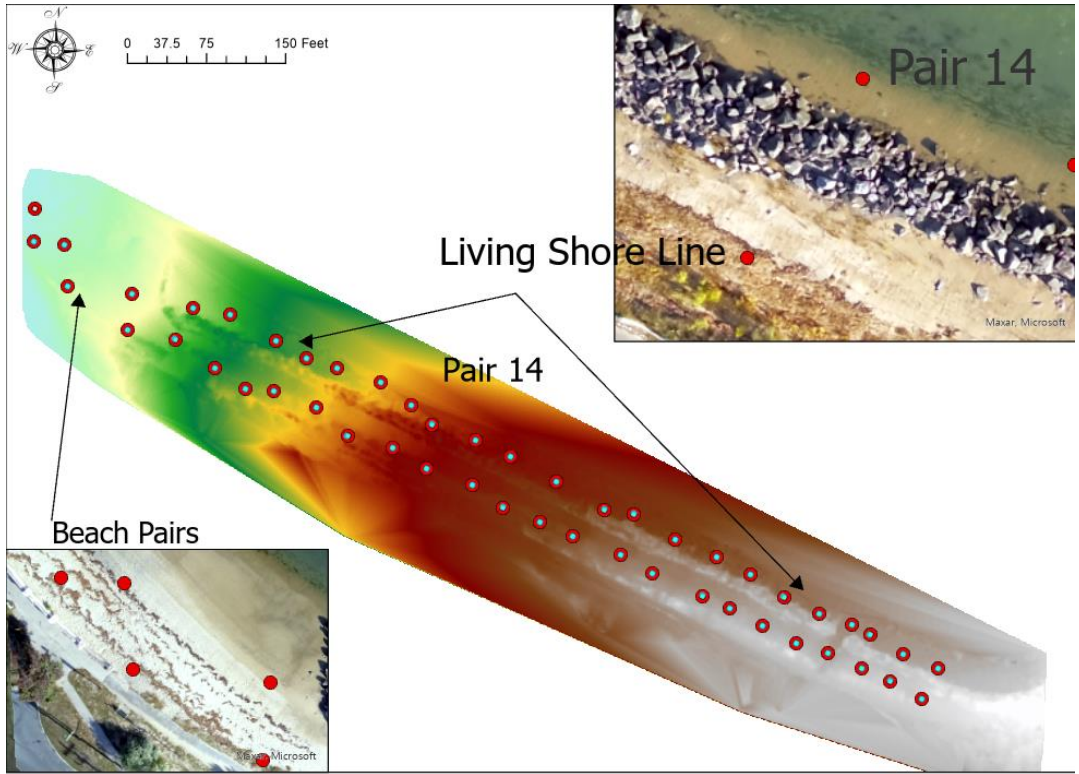 N
W E
S
0 37.5 75 150 Feet
Pair 14
Living Shore Line
Maxar, Microsoft
Pair 14
Beach Pairs
Maxar, Microsoft